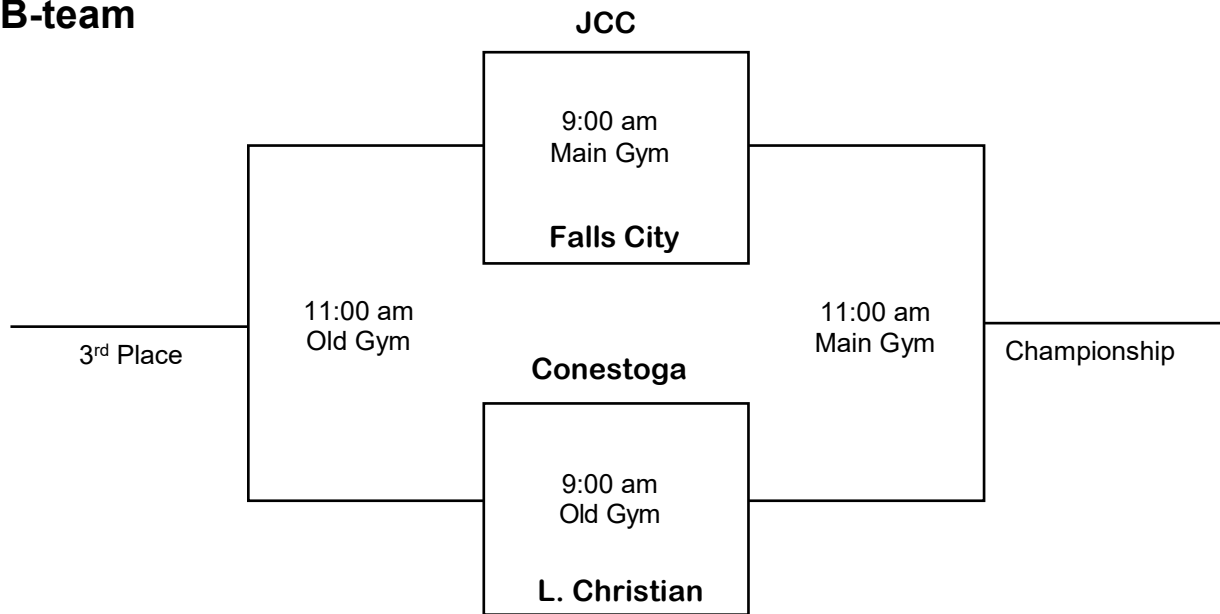 B-team
JCC
9:00 am
Main Gym
Falls City
11:00 am
Old Gym
11:00 am
Main Gym
3rd Place
Championship
Conestoga
9:00 am
Old Gym
L. Christian